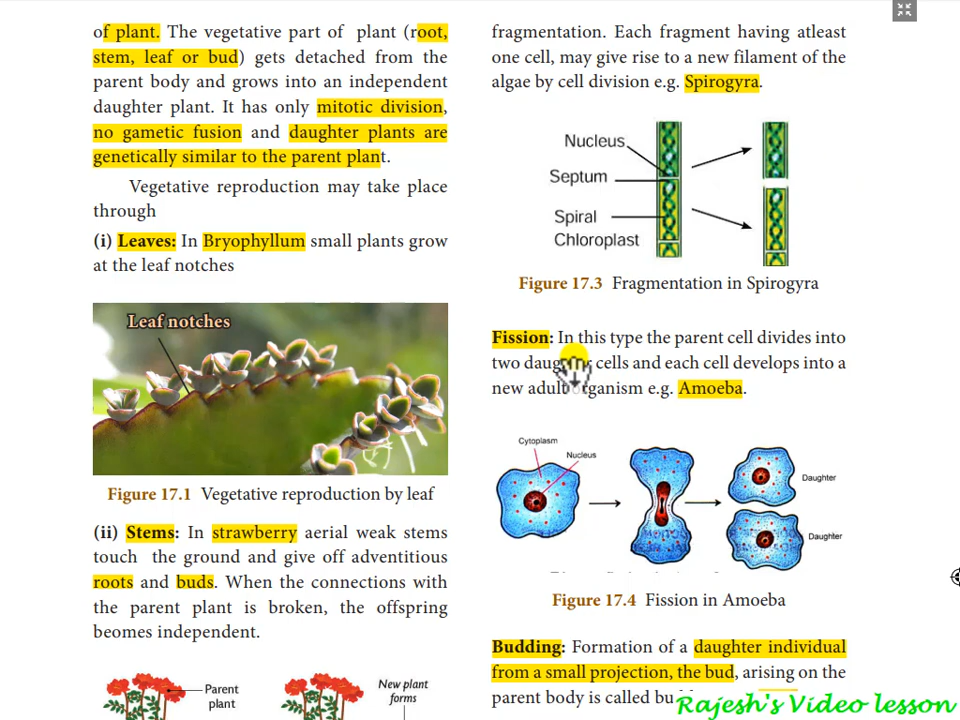 of plant. The vegetative part of plant (root,
stem, leaf or bud) gets detached from the
parent body and grows into an independent
daughter plant. It has only mitotic division,
no gametic fusion and daughter plants are
genetically similar to the parent plant.
Vegetative reproduction may take place
through
(i) Leaves: In Bryophyllum small plants grow
at the leaf notches
Leaf notches
Figure 17.1 Vegetative reproduction by leaf
(ii) Stems: In strawberry aerial weak stems
touch the ground and give off adventitious
roots and buds. When the connections with
the parent plant is broken, the offspring
beomes independent.
Parent
plant
New plant
forms
fragmentation. Each fragment having atleast
one cell, may give rise to a new filament of the
algae by cell division e.g. Spirogyra.
Nucleus
Septum
Spiral
Chloroplast
Figure 17.3 Fragmentation in Spirogyra
Fission: In this type the parent cell divides into
two daughter cells and each cell develops into a
new adult organism e.g. Amoeba.
Cytoplasm
Nucleus
Daughter
Daughter
Figure 17.4 Fission in Amoeba
Budding: Formation of a daughter individual
from a small projection, the bud, arising on the
parent body is called
Rajesh's Video lesson